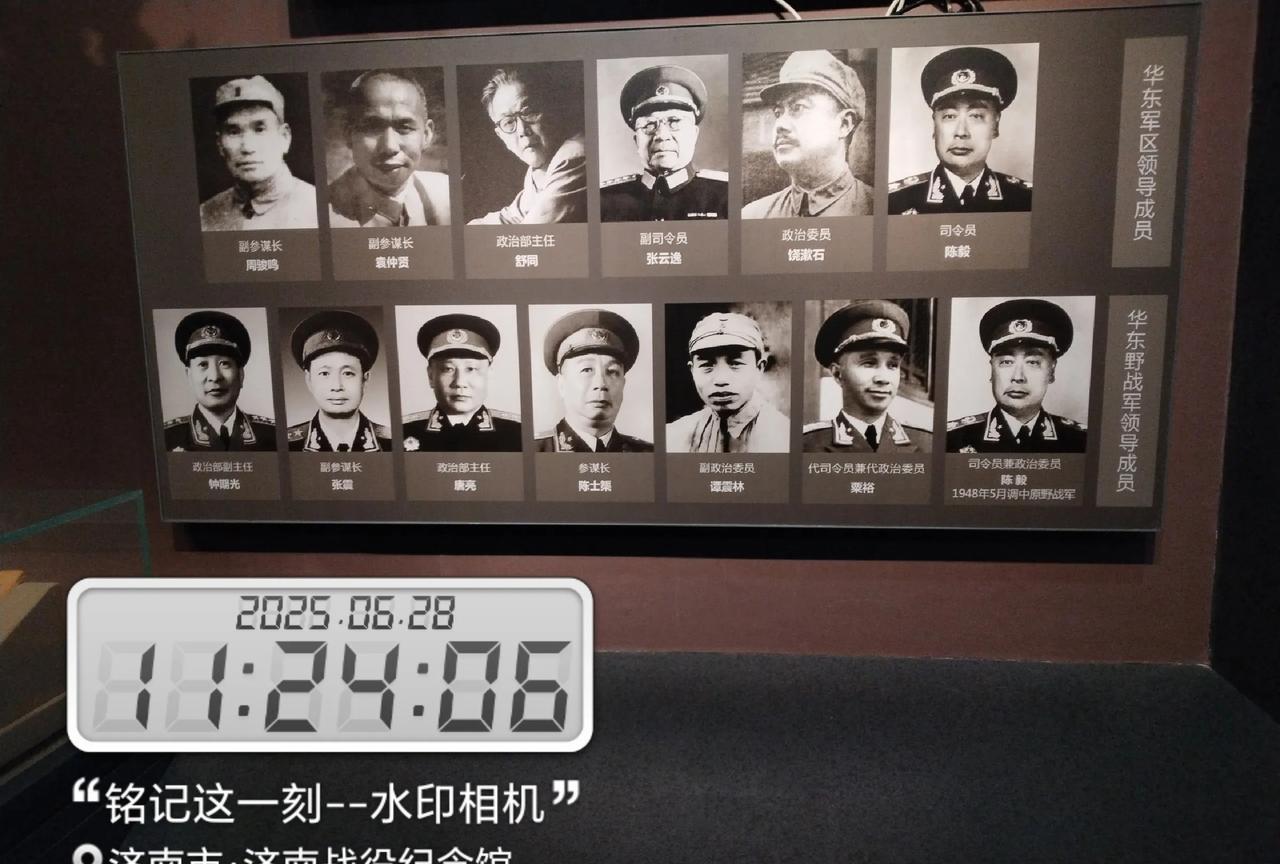 华东军区领导成员
副参谋长
周骏鸣
副参谋长
袁仲贤
政治部主任
舒同
副司令员
张云逸
政治委员
饶漱石
司令员
陈毅
华东野战军领导成员
政治部副主任
钟期光
副参谋长
张震
政治部主任
唐亮
参谋长
陈士榘
副政治委员
谭震林
代司令员兼代政治委员
粟裕
司令员兼政治委员
陈 毅
1948年5月调中原野战军
2025.06.28
11:24:06
“铭记这一刻--水印相机”
济南市·济南战役纪念馆